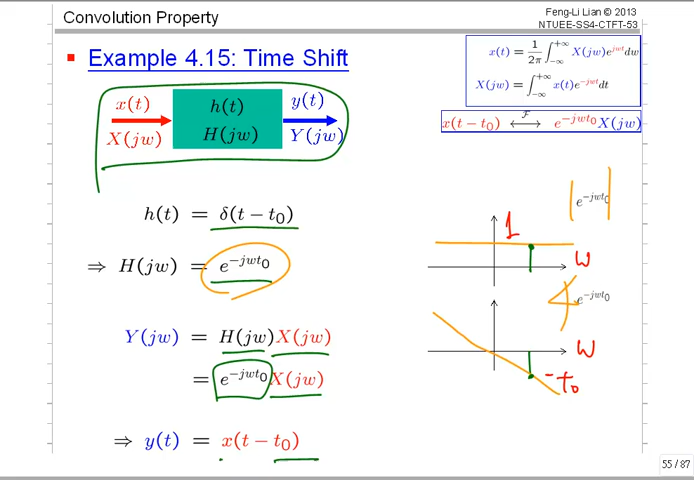 Convolution Property
Feng-Li Lian © 2013
NTUEE-SS4-CTFT-53
Example 4.15: Time Shift
x(t) = 1/2π ∫_{-∞}^{+∞} X(jw)e^{jwt}dw
X(jw) = ∫_{-∞}^{+∞} x(t)e^{-jwt}dt
x(t − t₀) ⟷^F e^{-jwt₀}X(jw)
x(t) h(t) y(t)
X(jw) H(jw) Y(jw)
h(t) = δ(t − t₀)
⇒ H(jw) = e^{-jwt₀}
Y(jw) = H(jw)X(jw)
= e^{-jwt₀}X(jw)
⇒ y(t) = x(t − t₀)
|e^{-jwt₀}|
1
w
∢e^{-jwt₀}
w
-t₀
55 / 87